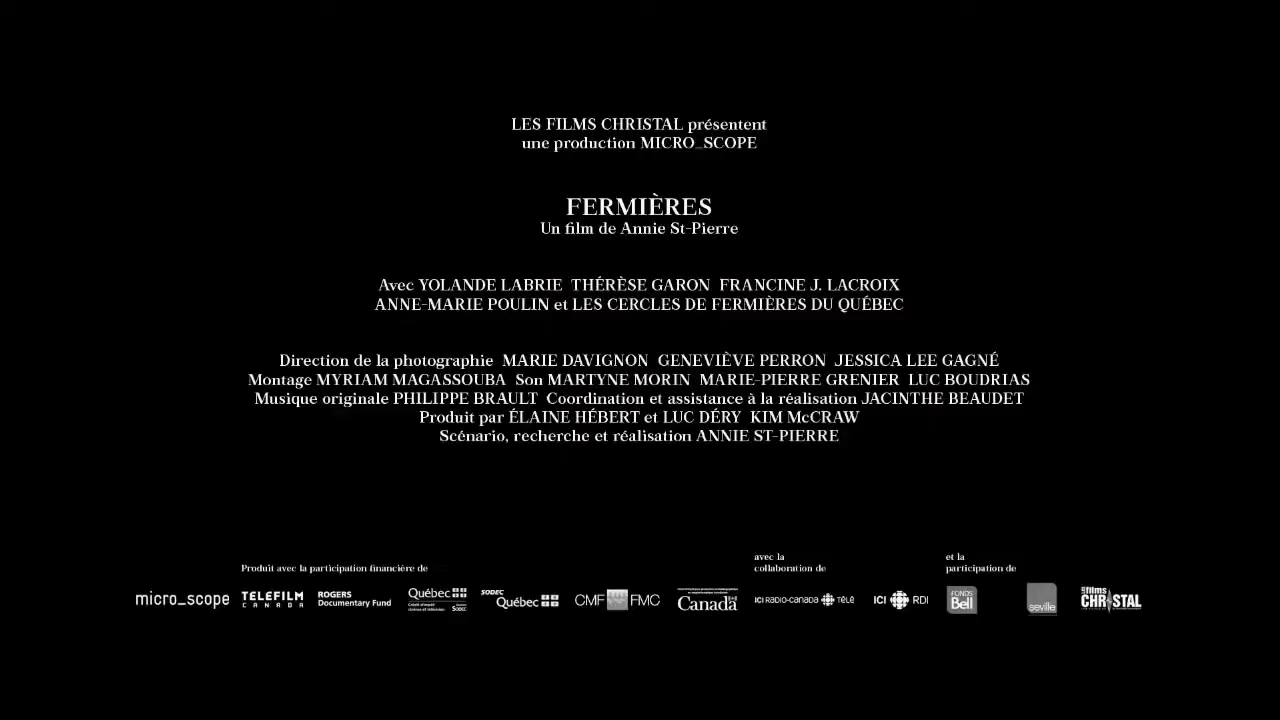 LES FILMS CHRISTAL présentent
une production MICRO_SCOPE
FERMIÈRES
Un film de Annie St-Pierre
Avec YOLANDE LABRIE THÉRÈSE GARON FRANCINE J. LACROIX
ANNE-MARIE POULIN et LES CERCLES DE FERMIÈRES DU QUÉBEC
Direction de la photographie MARIE DAVIGNON GENEVIÈVE PERRON JESSICA LEE GAGNÉ
Montage MYRIAM MAGASSOUBA Son MARTYNE MORIN MARIE-PIERRE GRENIER LUC BOUDRIAS
Musique originale PHILIPPE BRAULT Coordination et assistance à la réalisation JACINTHE BEAUDET
Produit par ÉLAINE HÉBERT et LUC DÉRY KIM McCRAW
Scénario, recherche et réalisation ANNIE ST-PIERRE
Produit avec la participation financière de
micro_scope
TELEFILM
CANADA
ROGERS
Documentary Fund
Québec
Crédit d'impôt
cinéma et télévision
SODEC
SODEC
Québec
CMF FMC
Canada
avec la
collaboration de
ICI RADIO-CANADA TÉLÉ
ICI RDI
et la
participation de
FONDS
Bell
seville
films
CHRISTAL